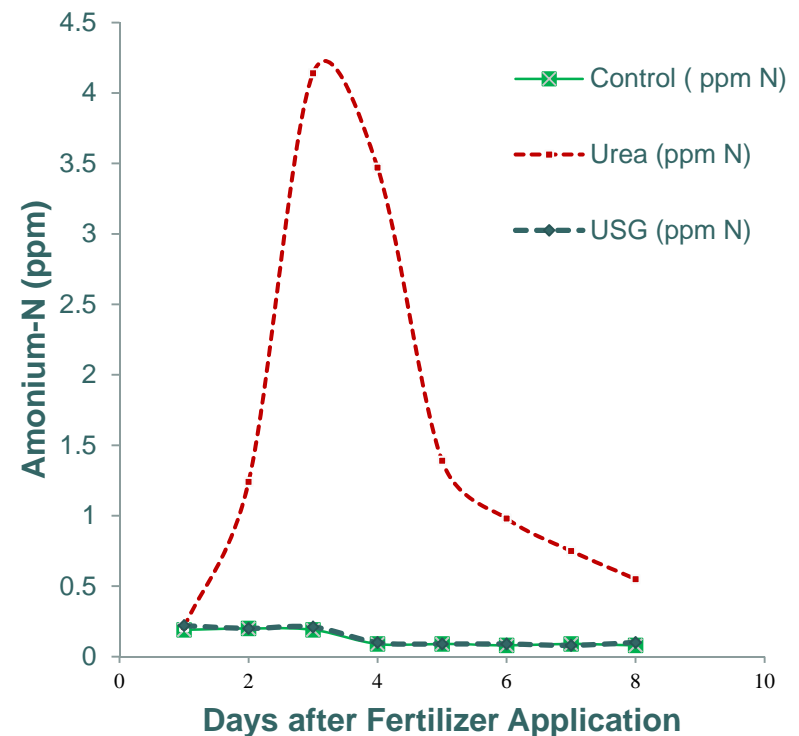 4.5
4
3.5
3
2.5
2
1.5
1
0.5
0
Amonium-N (ppm)
Control ( ppm N)
Urea (ppm N)
USG (ppm N)
0 2 4 6 8 10
Days after Fertilizer Application